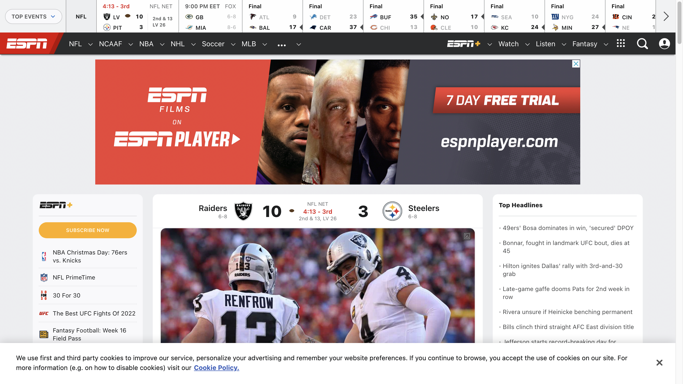 TOP EVENTS
NFL
4:13 - 3rd NFL NET
LV 10
2nd & 13
LV 26
PIT 3
9:00 PM EET FOX
GB 6-8
MIA 8-6
Final
ATL 9
BAL 17
Final
DET 23
CAR 37
Final
BUF 35
CHI 13
Final
NO 17
CLE 10
Final
SEA 10
KC 24
Final
NYG 24
MIN 27
Final
CIN
NE
ESPN
NFL NCAAF NBA NHL Soccer MLB ...
ESPN+ Watch Listen Fantasy
ESPN
FILMS
ON
ESPN PLAYER
7 DAY FREE TRIAL
espnplayer.com
ESPN+
SUBSCRIBE NOW
NBA Christmas Day: 76ers
vs. Knicks
NFL PrimeTime
30 For 30
UFC The Best UFC Fights Of 2022
Fantasy Football: Week 16
Field Pass
Raiders
6-8
10
NFL NET
4:13 - 3rd
2nd & 13, LV 26
3
Steelers
6-8
RAIDERS
RENFROW
13
4
Top Headlines
· 49ers' Bosa dominates in win, 'secured' DPOY
· Bonnar, fought in landmark UFC bout, dies at
45
· Hilton ignites Dallas' rally with 3rd-and-30
grab
· Late-game gaffe dooms Pats for 2nd week in
row
· Rivera unsure if Heinicke benching permanent
· Bills clinch third straight AFC East division title
· Jefferson starts record-breaking day for
We use first and third party cookies to improve our service, personalize your advertising and remember your website preferences. If you continue to browse, you accept the use of cookies on our site. For
more information (e.g. on how to disable cookies) visit our Cookie Policy.